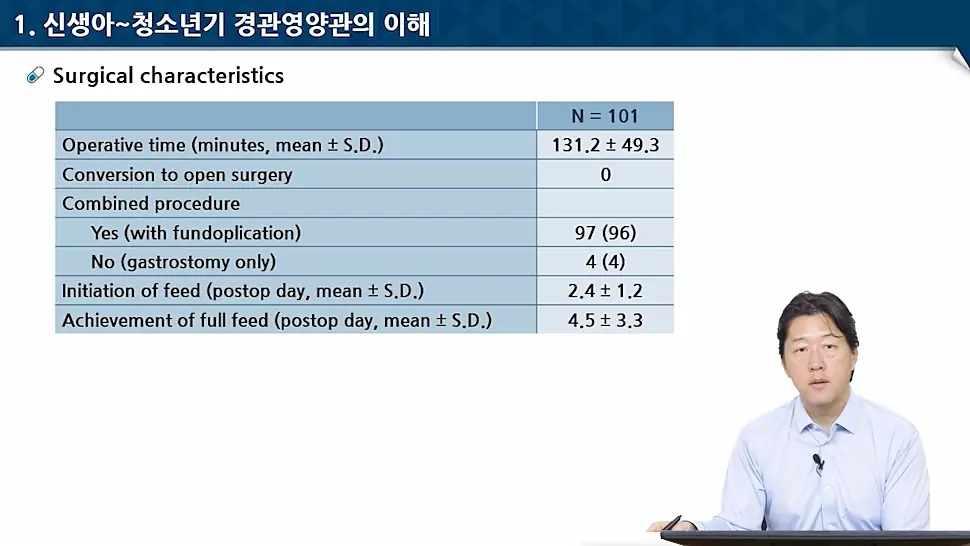 1. 신생아~청소년기 경관영양관의 이해
Surgical characteristics
N = 101
Operative time (minutes, mean ± S.D.) 131.2 ± 49.3
Conversion to open surgery 0
Combined procedure
Yes (with fundoplication) 97 (96)
No (gastrostomy only) 4 (4)
Initiation of feed (postop day, mean ± S.D.) 2.4 ± 1.2
Achievement of full feed (postop day, mean ± S.D.) 4.5 ± 3.3